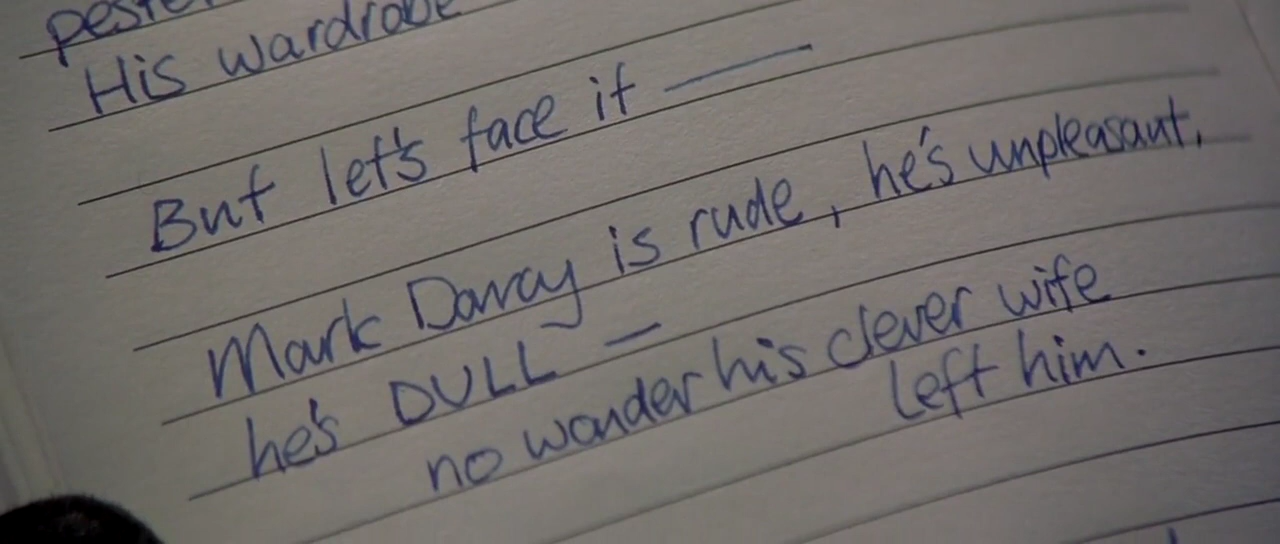 His wardrobe
But let's face it —
Mark Darcy is rude, he's unpleasant,
he's DULL —
no wonder his clever wife
left him.